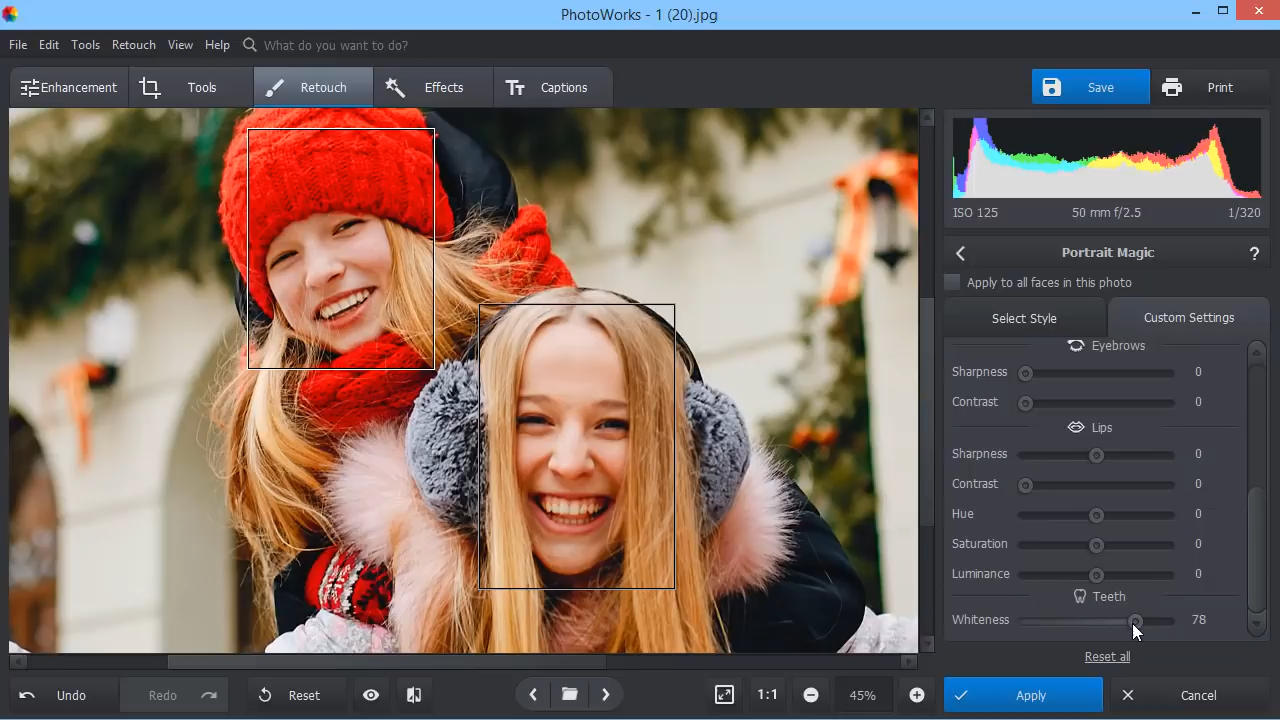 PhotoWorks - 1 (20).jpg
File Edit Tools Retouch View Help What do you want to do?
Enhancement Tools Retouch Effects Captions Save Print
ISO 125 50 mm f/2.5 1/320
Portrait Magic ?
Apply to all faces in this photo
Select Style Custom Settings
Eyebrows
Sharpness 0
Contrast 0
Lips
Sharpness 0
Contrast 0
Hue 0
Saturation 0
Luminance 0
Teeth
Whiteness 78
Reset all
Undo Redo Reset 1:1 45% Apply Cancel